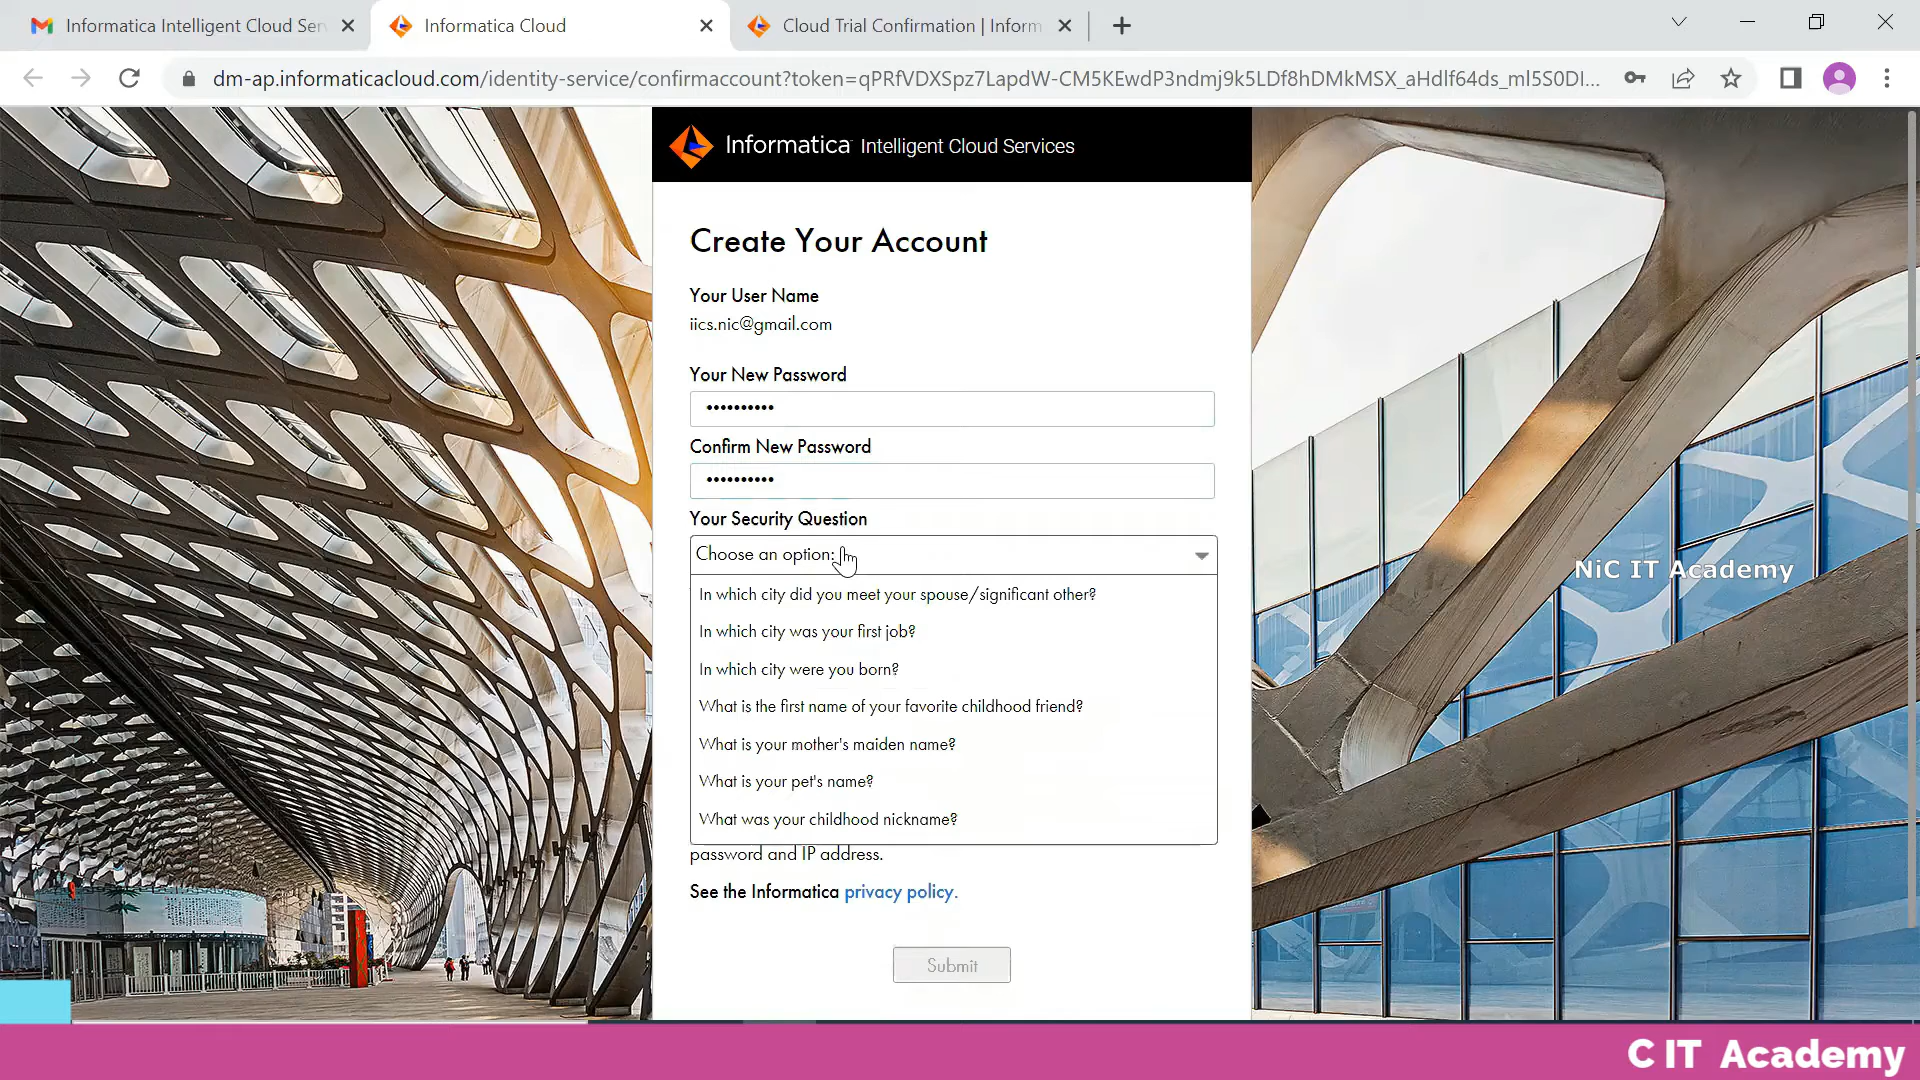 Informatica Intelligent Cloud Ser
Informatica Cloud
Cloud Trial Confirmation | Inform
dm-ap.informaticacloud.com/identity-service/confirmaccount?token=qPRfVDXSpz7LapdW-CM5KEwdP3ndmj9k5LDf8hDMkMSX_aHdlf64ds_ml5S0DI...
Informatica Intelligent Cloud Services
Create Your Account
Your User Name
iics.nic@gmail.com
Your New Password
••••••••••
Confirm New Password
••••••••••
Your Security Question
Choose an option:
In which city did you meet your spouse/significant other?
In which city was your first job?
In which city were you born?
What is the first name of your favorite childhood friend?
What is your mother's maiden name?
What is your pet's name?
What was your childhood nickname?
password and IP address.
See the Informatica privacy policy.
Submit
NiC IT Academy
C IT Academy